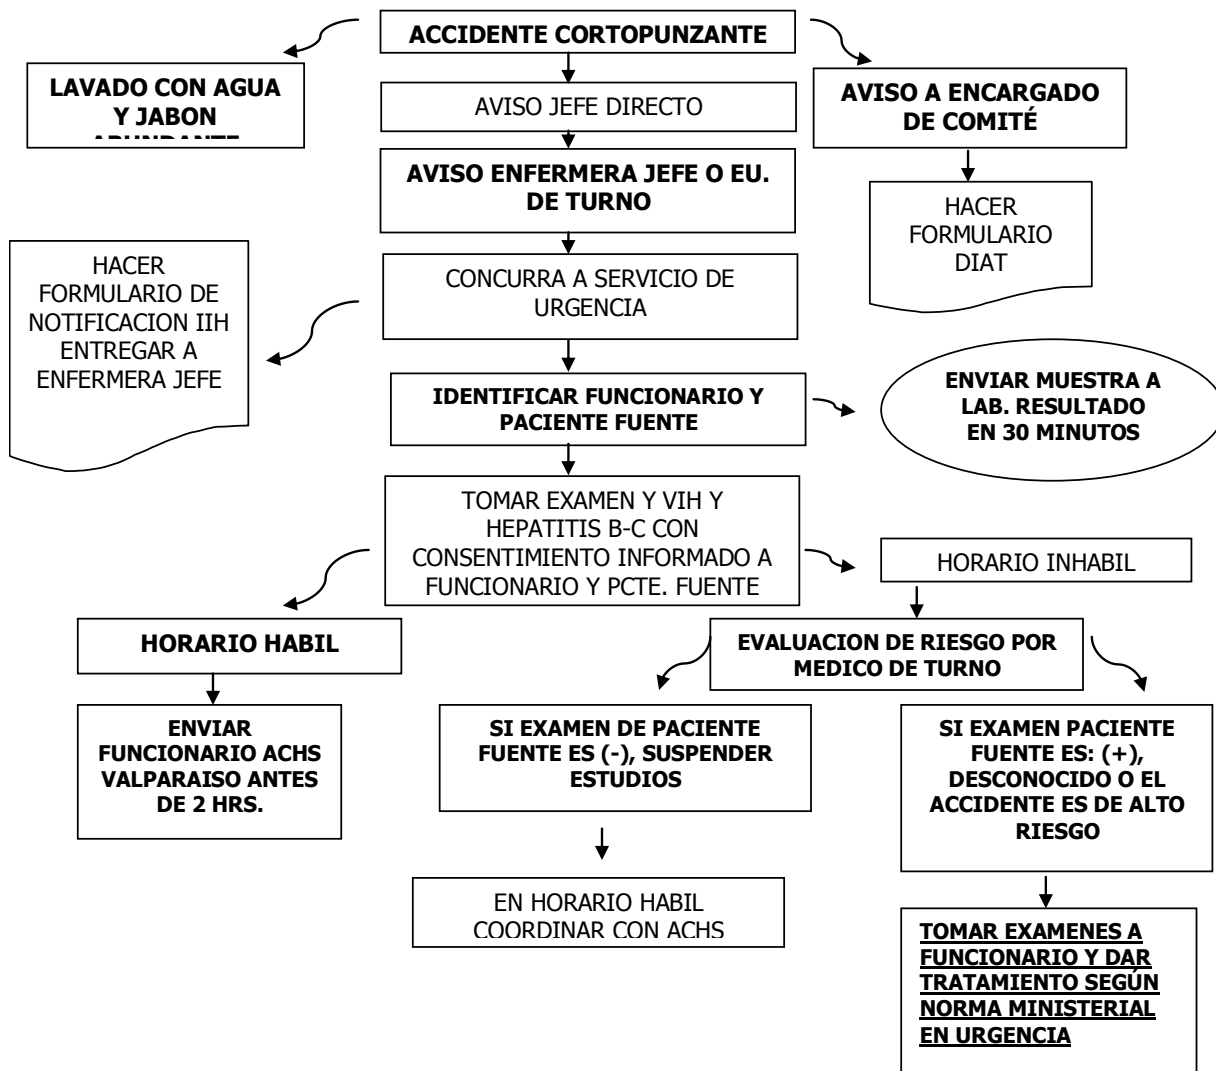 ACCIDENTE CORTOPUNZANTE
LAVADO CON AGUA
Y JABON
AVISO JEFE DIRECTO
AVISO A ENCARGADO
DE COMITÉ
AVISO ENFERMERA JEFE O EU.
DE TURNO
HACER
FORMULARIO
DIAT
HACER
FORMULARIO DE
NOTIFICACION IIH
ENTREGAR A
ENFERMERA JEFE
CONCURRA A SERVICIO DE
URGENCIA
IDENTIFICAR FUNCIONARIO Y
PACIENTE FUENTE
ENVIAR MUESTRA A
LAB. RESULTADO
EN 30 MINUTOS
TOMAR EXAMEN Y VIH Y
HEPATITIS B-C CON
CONSENTIMIENTO INFORMADO A
FUNCIONARIO Y PCTE. FUENTE
HORARIO INHABIL
HORARIO HABIL
EVALUACION DE RIESGO POR
MEDICO DE TURNO
ENVIAR
FUNCIONARIO ACHS
VALPARAISO ANTES
DE 2 HRS.
SI EXAMEN DE PACIENTE
FUENTE ES (-), SUSPENDER
ESTUDIOS
SI EXAMEN PACIENTE
FUENTE ES: (+),
DESCONOCIDO O EL
ACCIDENTE ES DE ALTO
RIESGO
EN HORARIO HABIL
COORDINAR CON ACHS
TOMAR EXAMENES A
FUNCIONARIO Y DAR
TRATAMIENTO SEGÚN
NORMA MINISTERIAL
EN URGENCIA